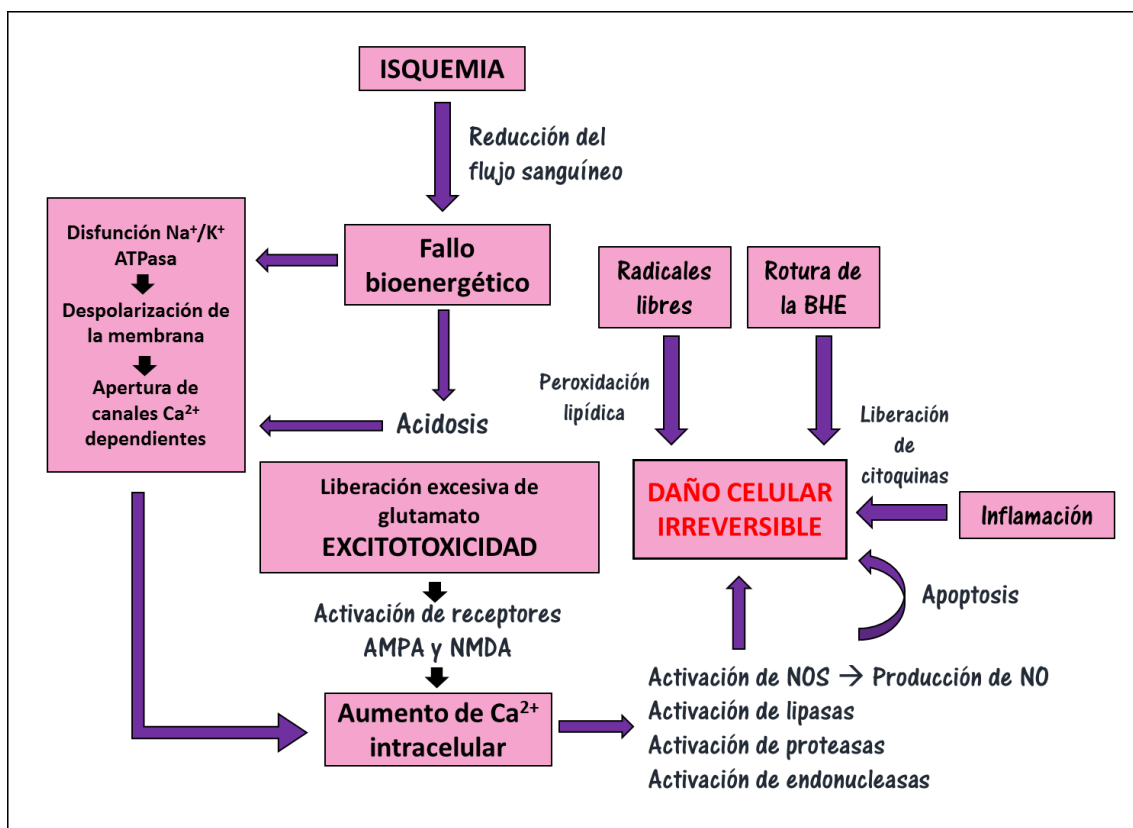 ISQUEMIA
Reducción del
flujo sanguíneo
Fallo
bioenergético
Disfunción Na⁺/K⁺
ATPasa
Despolarización de
la membrana
Apertura de
canales Ca²⁺
dependientes
Acidosis
Radicales
libres
Rotura de
la BHE
Peroxidación
lipídica
Liberación
de
citoquinas
Liberación excesiva de
glutamato
EXCITOTOXICIDAD
DAÑO CELULAR
IRREVERSIBLE
Inflamación
Apoptosis
Activación de receptores
AMPA y NMDA
Aumento de Ca²⁺
intracelular
Activación de NOS → Producción de NO
Activación de lipasas
Activación de proteasas
Activación de endonucleasas